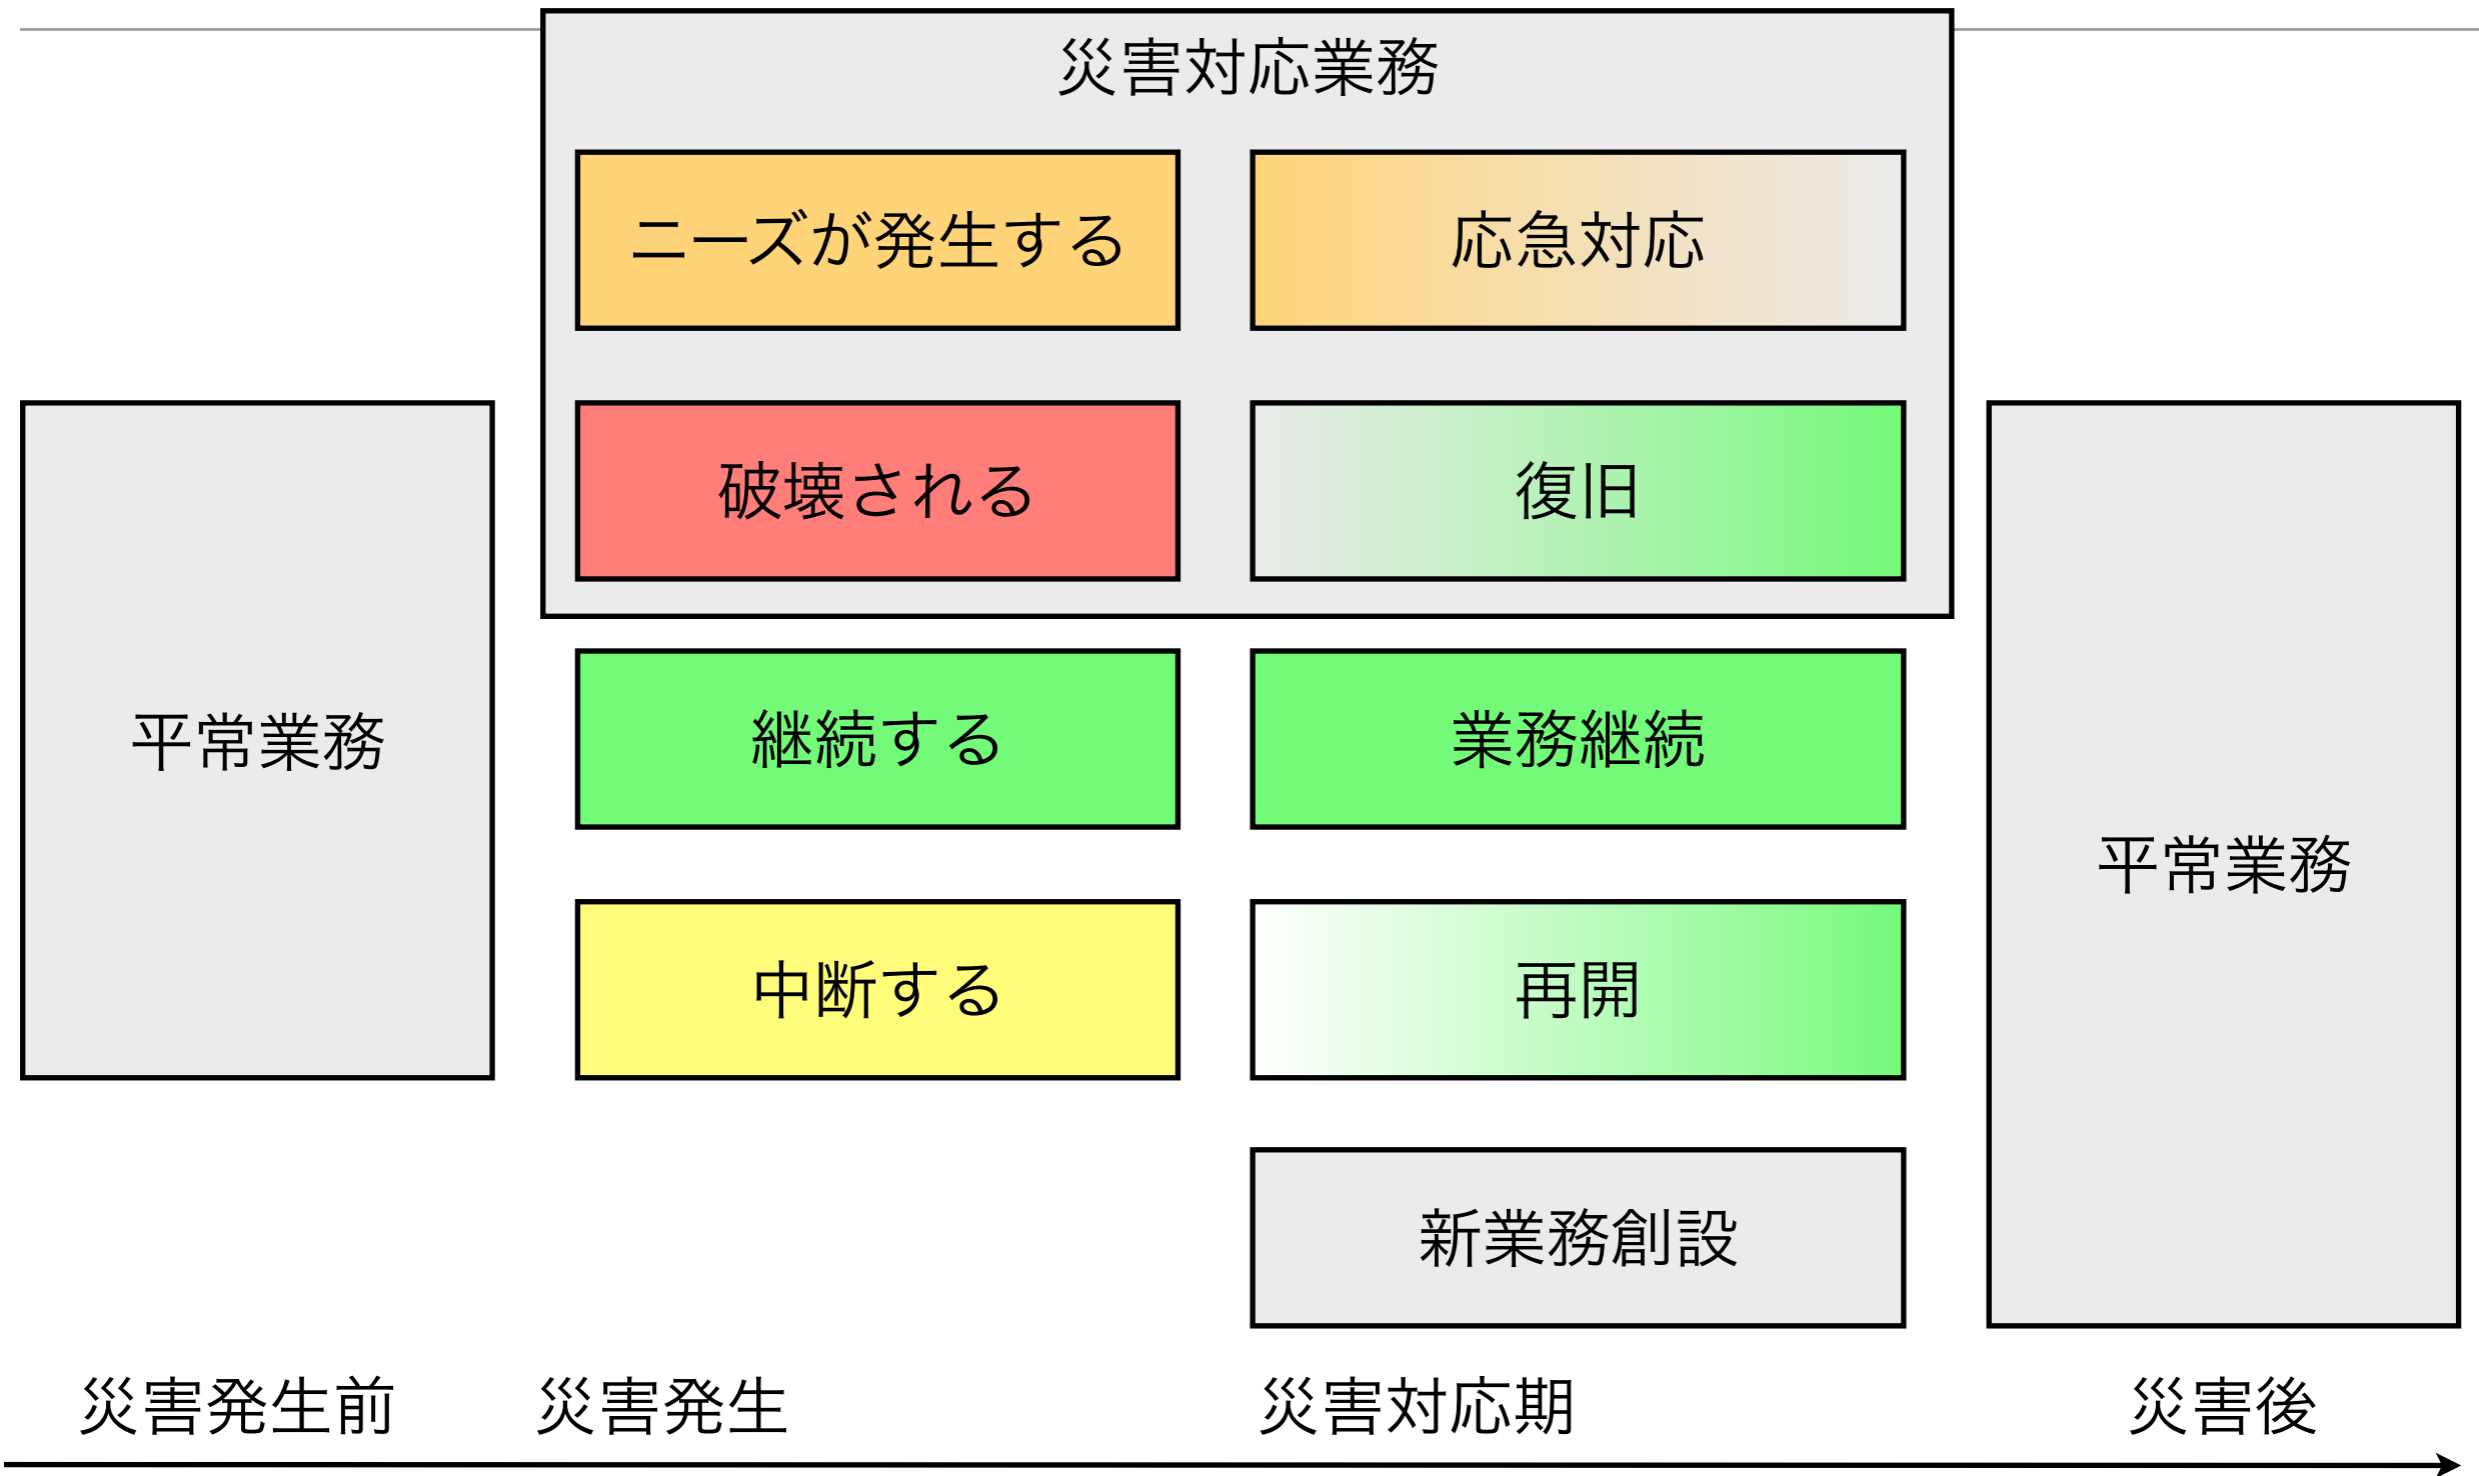 災害対応業務
ニーズが発生する
応急対応
破壊される
復旧
平常業務
継続する
業務継続
中断する
再開
平常業務
新業務創設
災害発生前
災害発生
災害対応期
災害後